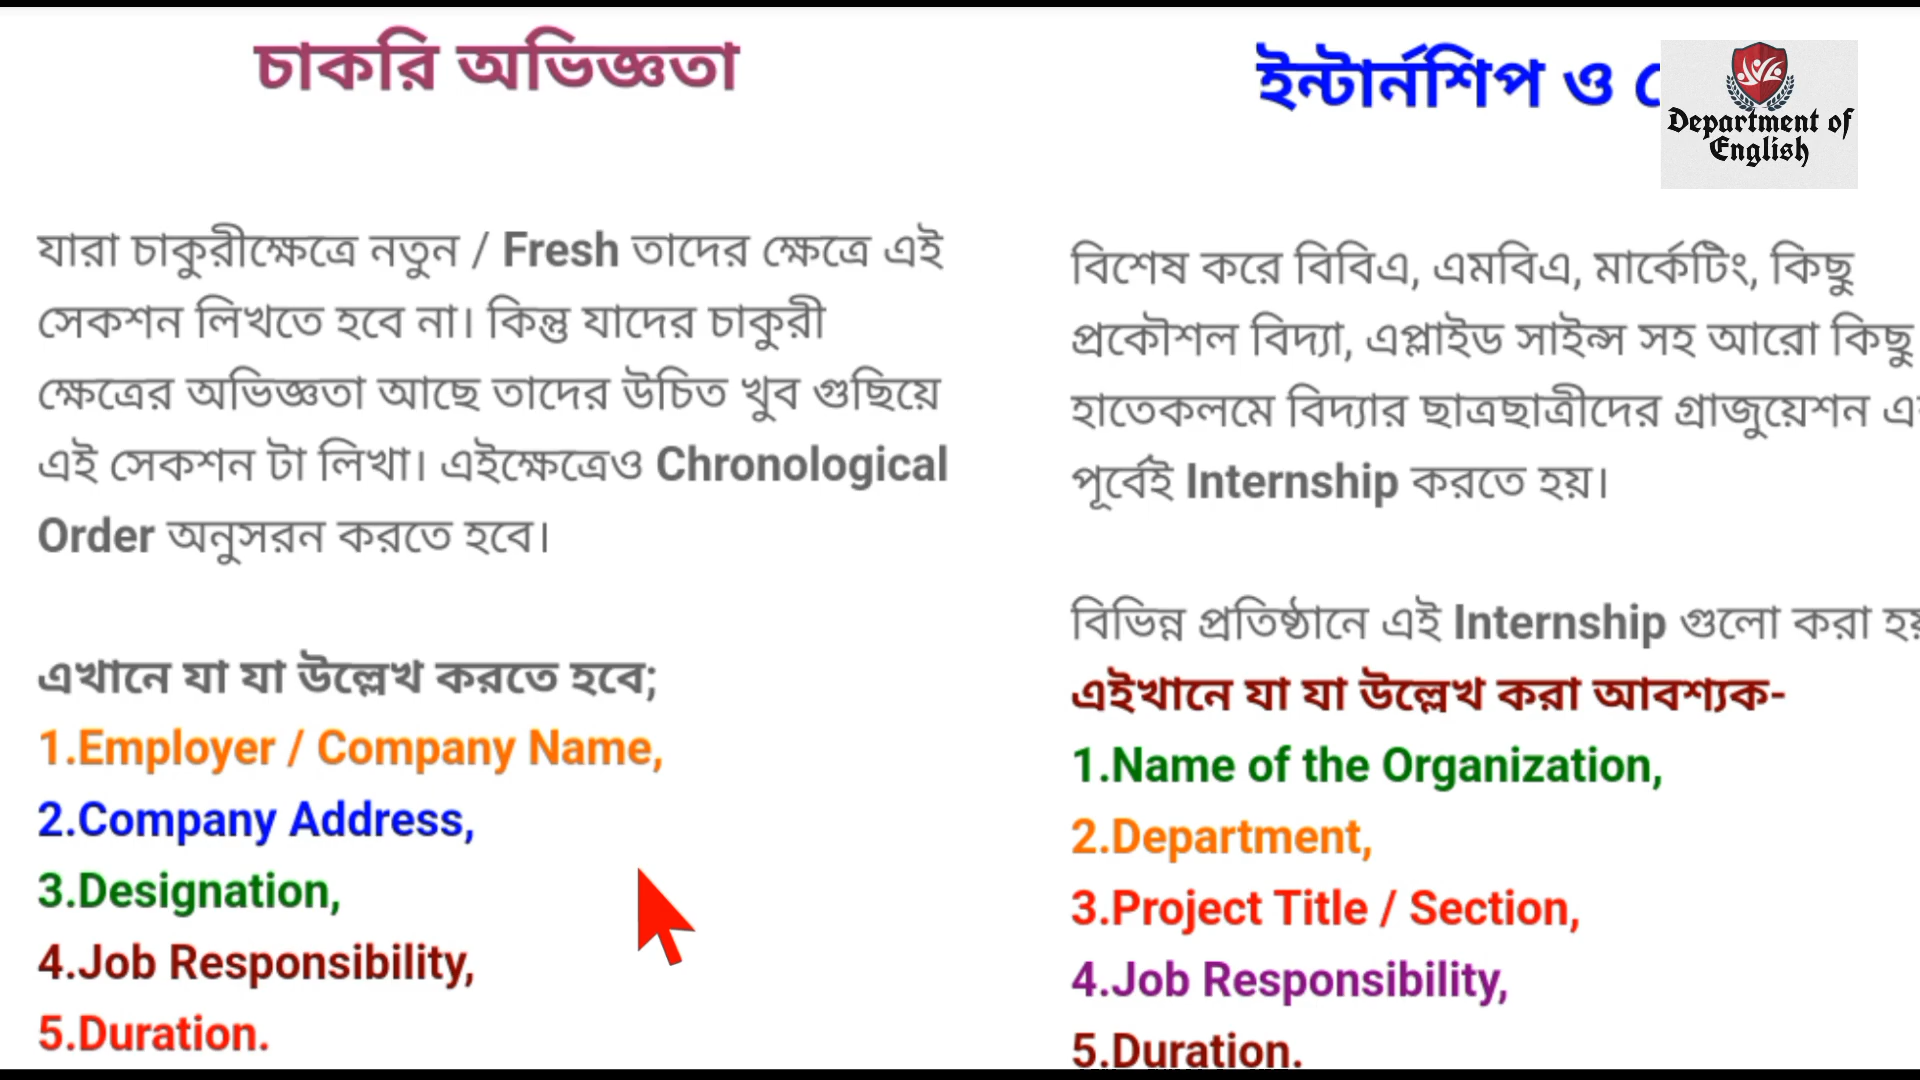 চাকরি অভিজ্ঞতা
যারা চাকুরীক্ষেত্রে নতুন / Fresh তাদের ক্ষেত্রে এই
সেকশন লিখতে হবে না। কিন্তু যাদের চাকুরী
ক্ষেত্রের অভিজ্ঞতা আছে তাদের উচিত খুব গুছিয়ে
এই সেকশন টা লিখা। এইক্ষেত্রেও Chronological
Order অনুসরন করতে হবে।
এখানে যা যা উল্লেখ করতে হবে;
1.Employer / Company Name,
2.Company Address,
3.Designation,
4.Job Responsibility,
5.Duration.
ইন্টার্নশিপ ও
Department of
English
বিশেষ করে বিবিএ, এমবিএ, মার্কেটিং, কিছু
প্রকৌশল বিদ্যা, এপ্লাইড সাইন্স সহ আরো কিছু
হাতেকলমে বিদ্যার ছাত্রছাত্রীদের গ্রাজুয়েশন
পূর্বেই Internship করতে হয়।
বিভিন্ন প্রতিষ্ঠানে এই Internship গুলো করা হয়
এইখানে যা যা উল্লেখ করা আবশ্যক-
1.Name of the Organization,
2.Department,
3.Project Title / Section,
4.Job Responsibility,
5.Duration.